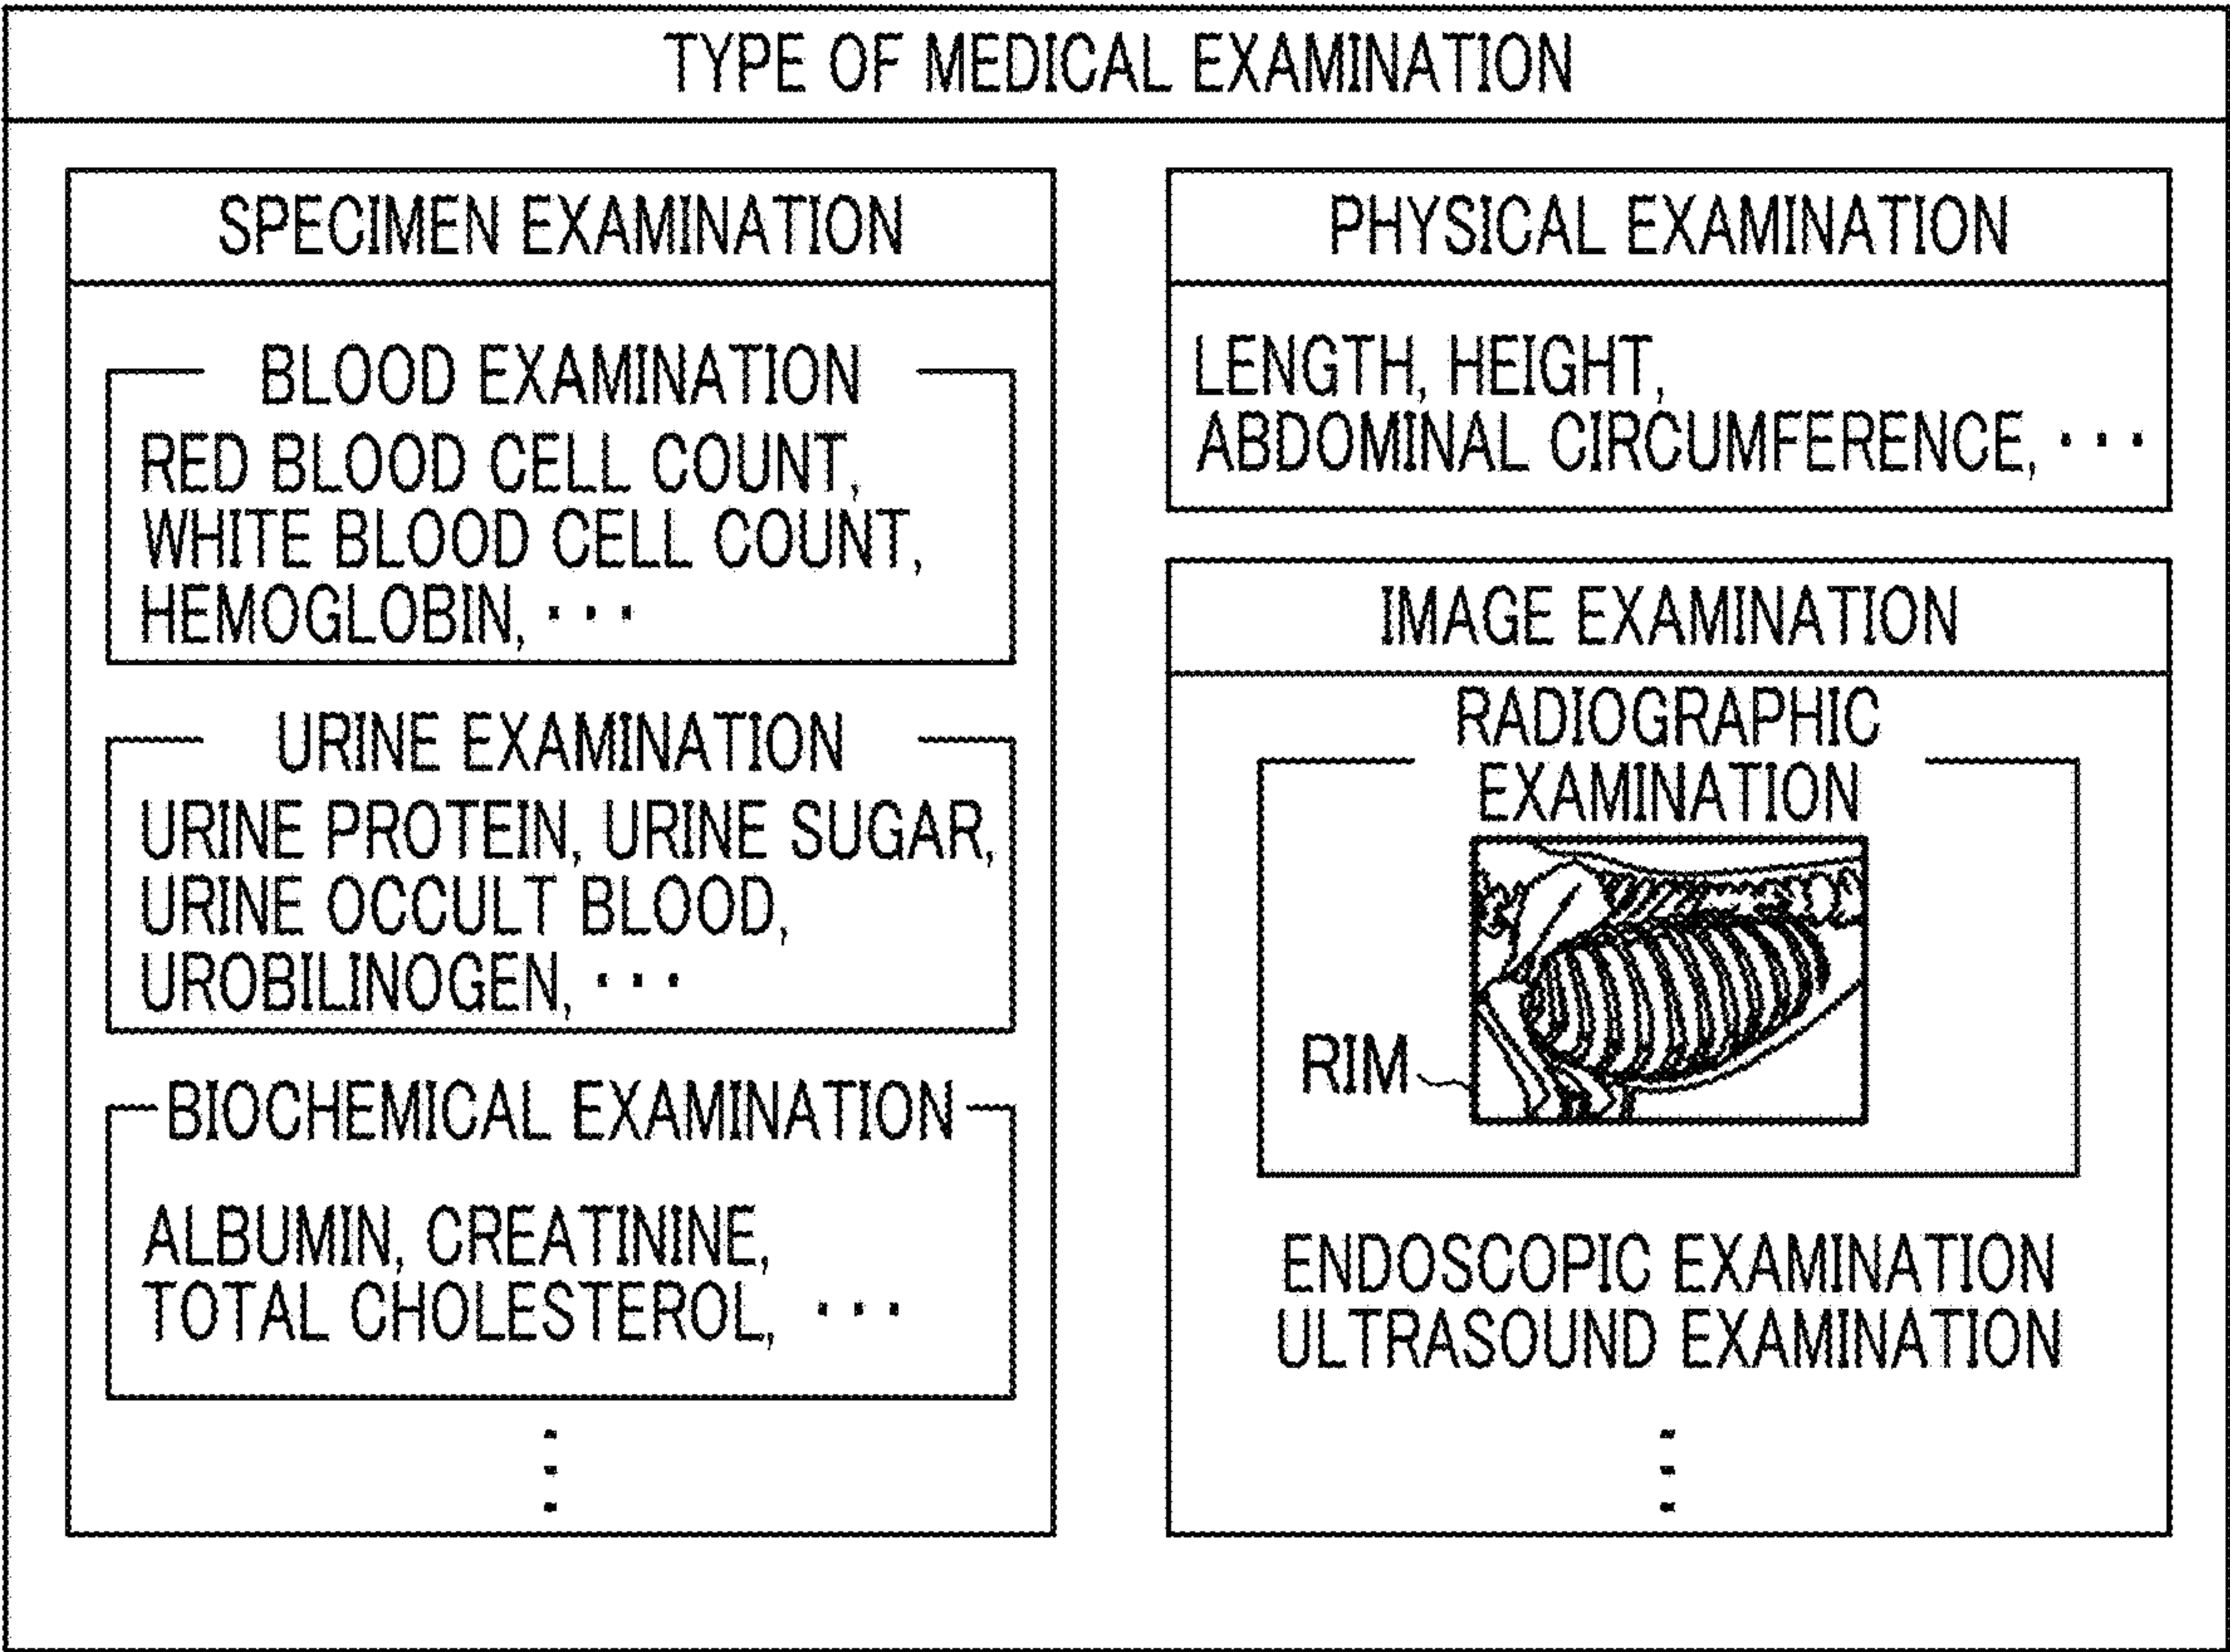 TYPE OF MEDICAL EXAMINATION
SPECIMEN EXAMINATION
BLOOD EXAMINATION
RED BLOOD CELL COUNT,
WHITE BLOOD CELL COUNT,
HEMOGLOBIN, ・・・
URINE EXAMINATION
URINE PROTEIN, URINE SUGAR,
URINE OCCULT BLOOD,
UROBILINOGEN, ・・・
BIOCHEMICAL EXAMINATION
ALBUMIN, CREATININE,
TOTAL CHOLESTEROL, ・・・
PHYSICAL EXAMINATION
LENGTH, HEIGHT,
ABDOMINAL CIRCUMFERENCE, ・・・
IMAGE EXAMINATION
RADIOGRAPHIC
EXAMINATION
RIM
ENDOSCOPIC EXAMINATION
ULTRASOUND EXAMINATION